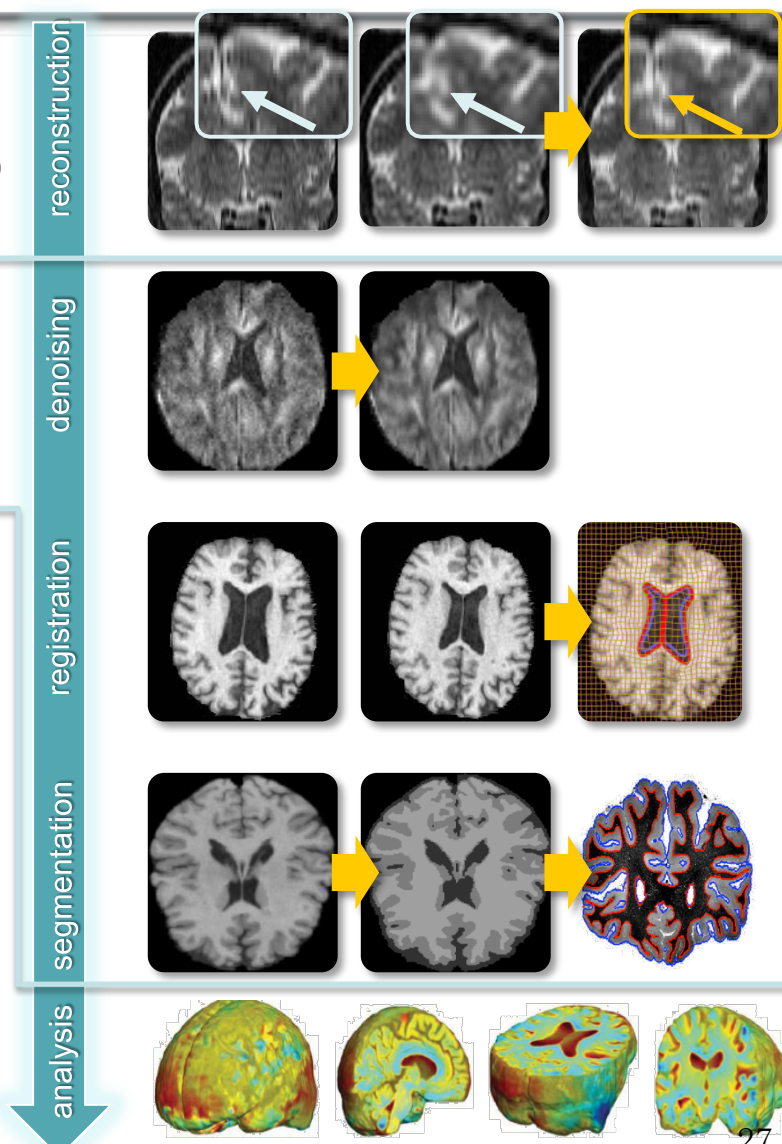 reconstruction
denoising
registration
segmentation
analysis
27